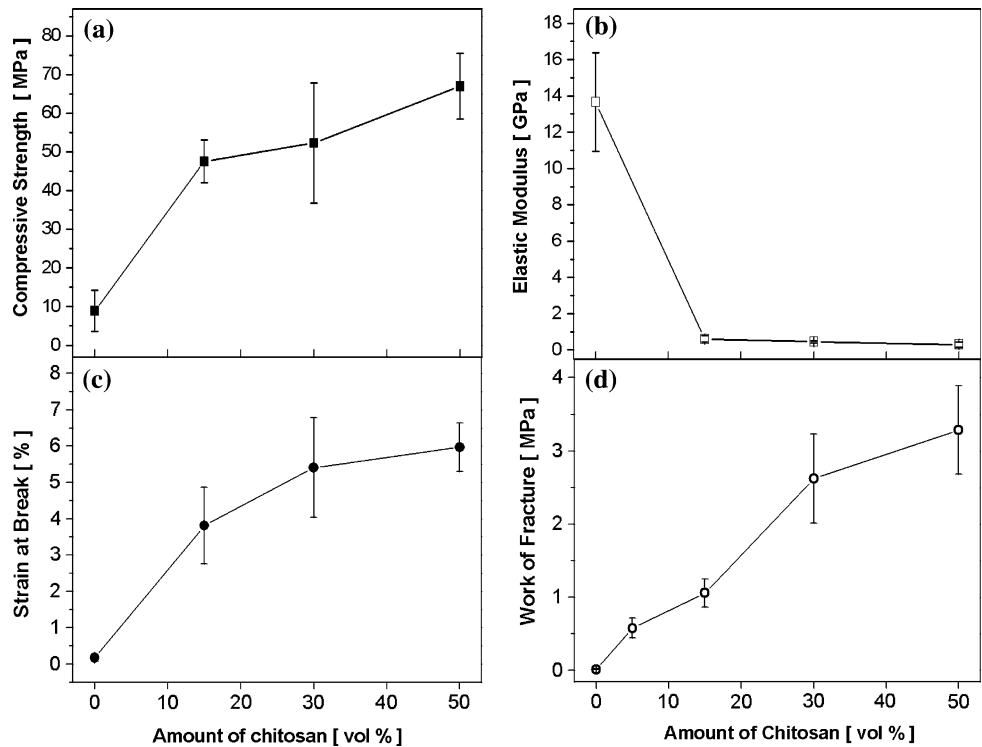 (a)
Compressive Strength [ MPa]
80
70
60
50
40
30
20
10
0
(b)
Elastic Modulus [ GPa ]
18
16
14
12
10
8
6
4
2
0
(c)
Strain at Break [ % ]
8
7
6
5
4
3
2
1
0
0 10 20 30 40 50
Amount of chitosan [ vol % ]
(d)
Work of Fracture [ MPa]
4
3
2
1
0
0 10 20 30 40 50
Amount of Chitosan [ vol % ]